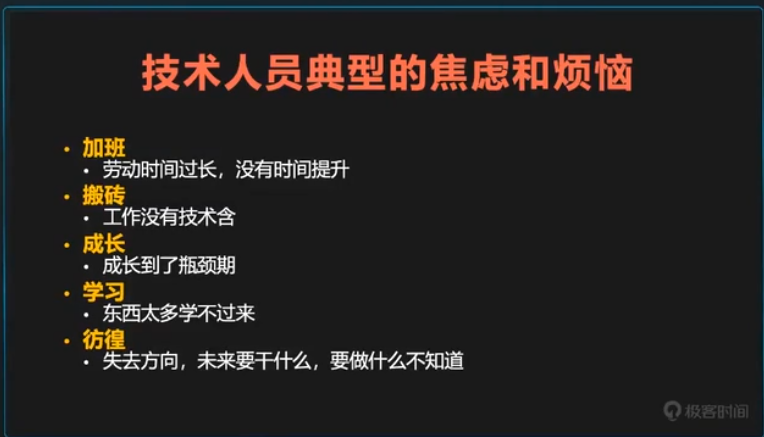 技术人员典型的焦虑和烦恼
• 加班
• 劳动时间过长，没有时间提升
• 搬砖
• 工作没有技术含
• 成长
• 成长到了瓶颈期
• 学习
• 东西太多学不过来
• 彷徨
• 失去方向，未来要干什么，要做什么不知道
极客时间